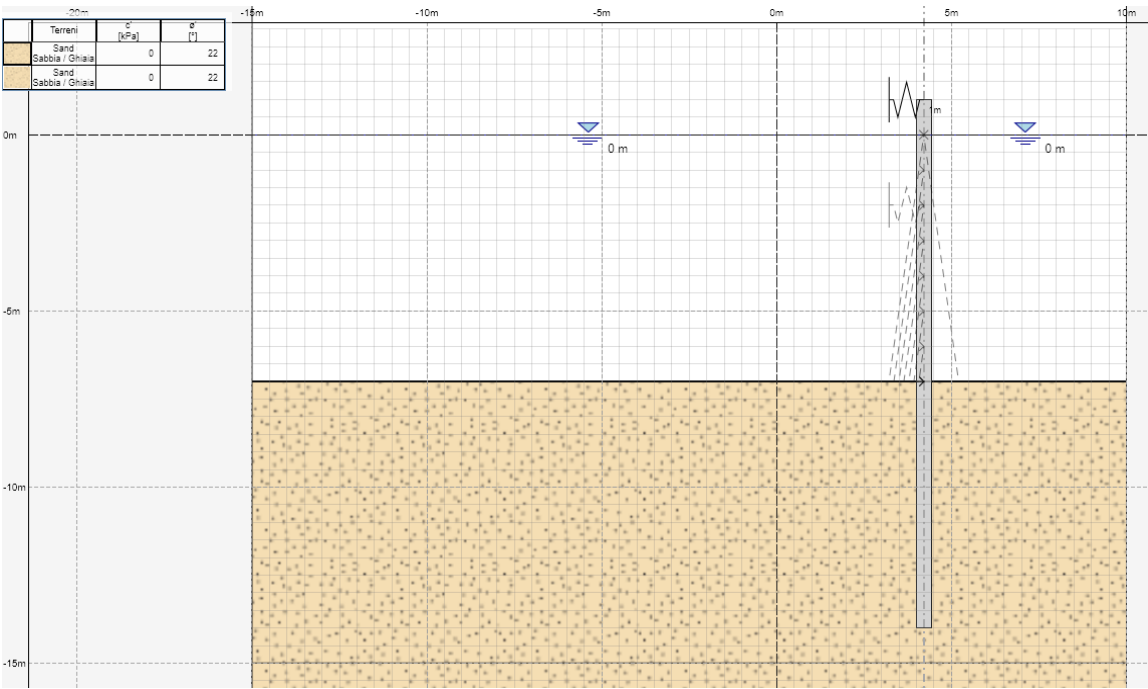 -20m -15m -10m -5m 0m 5m 10m
Terreni c' [kPa] ø' [°]
Sand
Sabbia / Ghiaia 0 22
Sand
Sabbia / Ghiaia 0 22
1m
0m
0 m 0 m
-5m
-10m
-15m